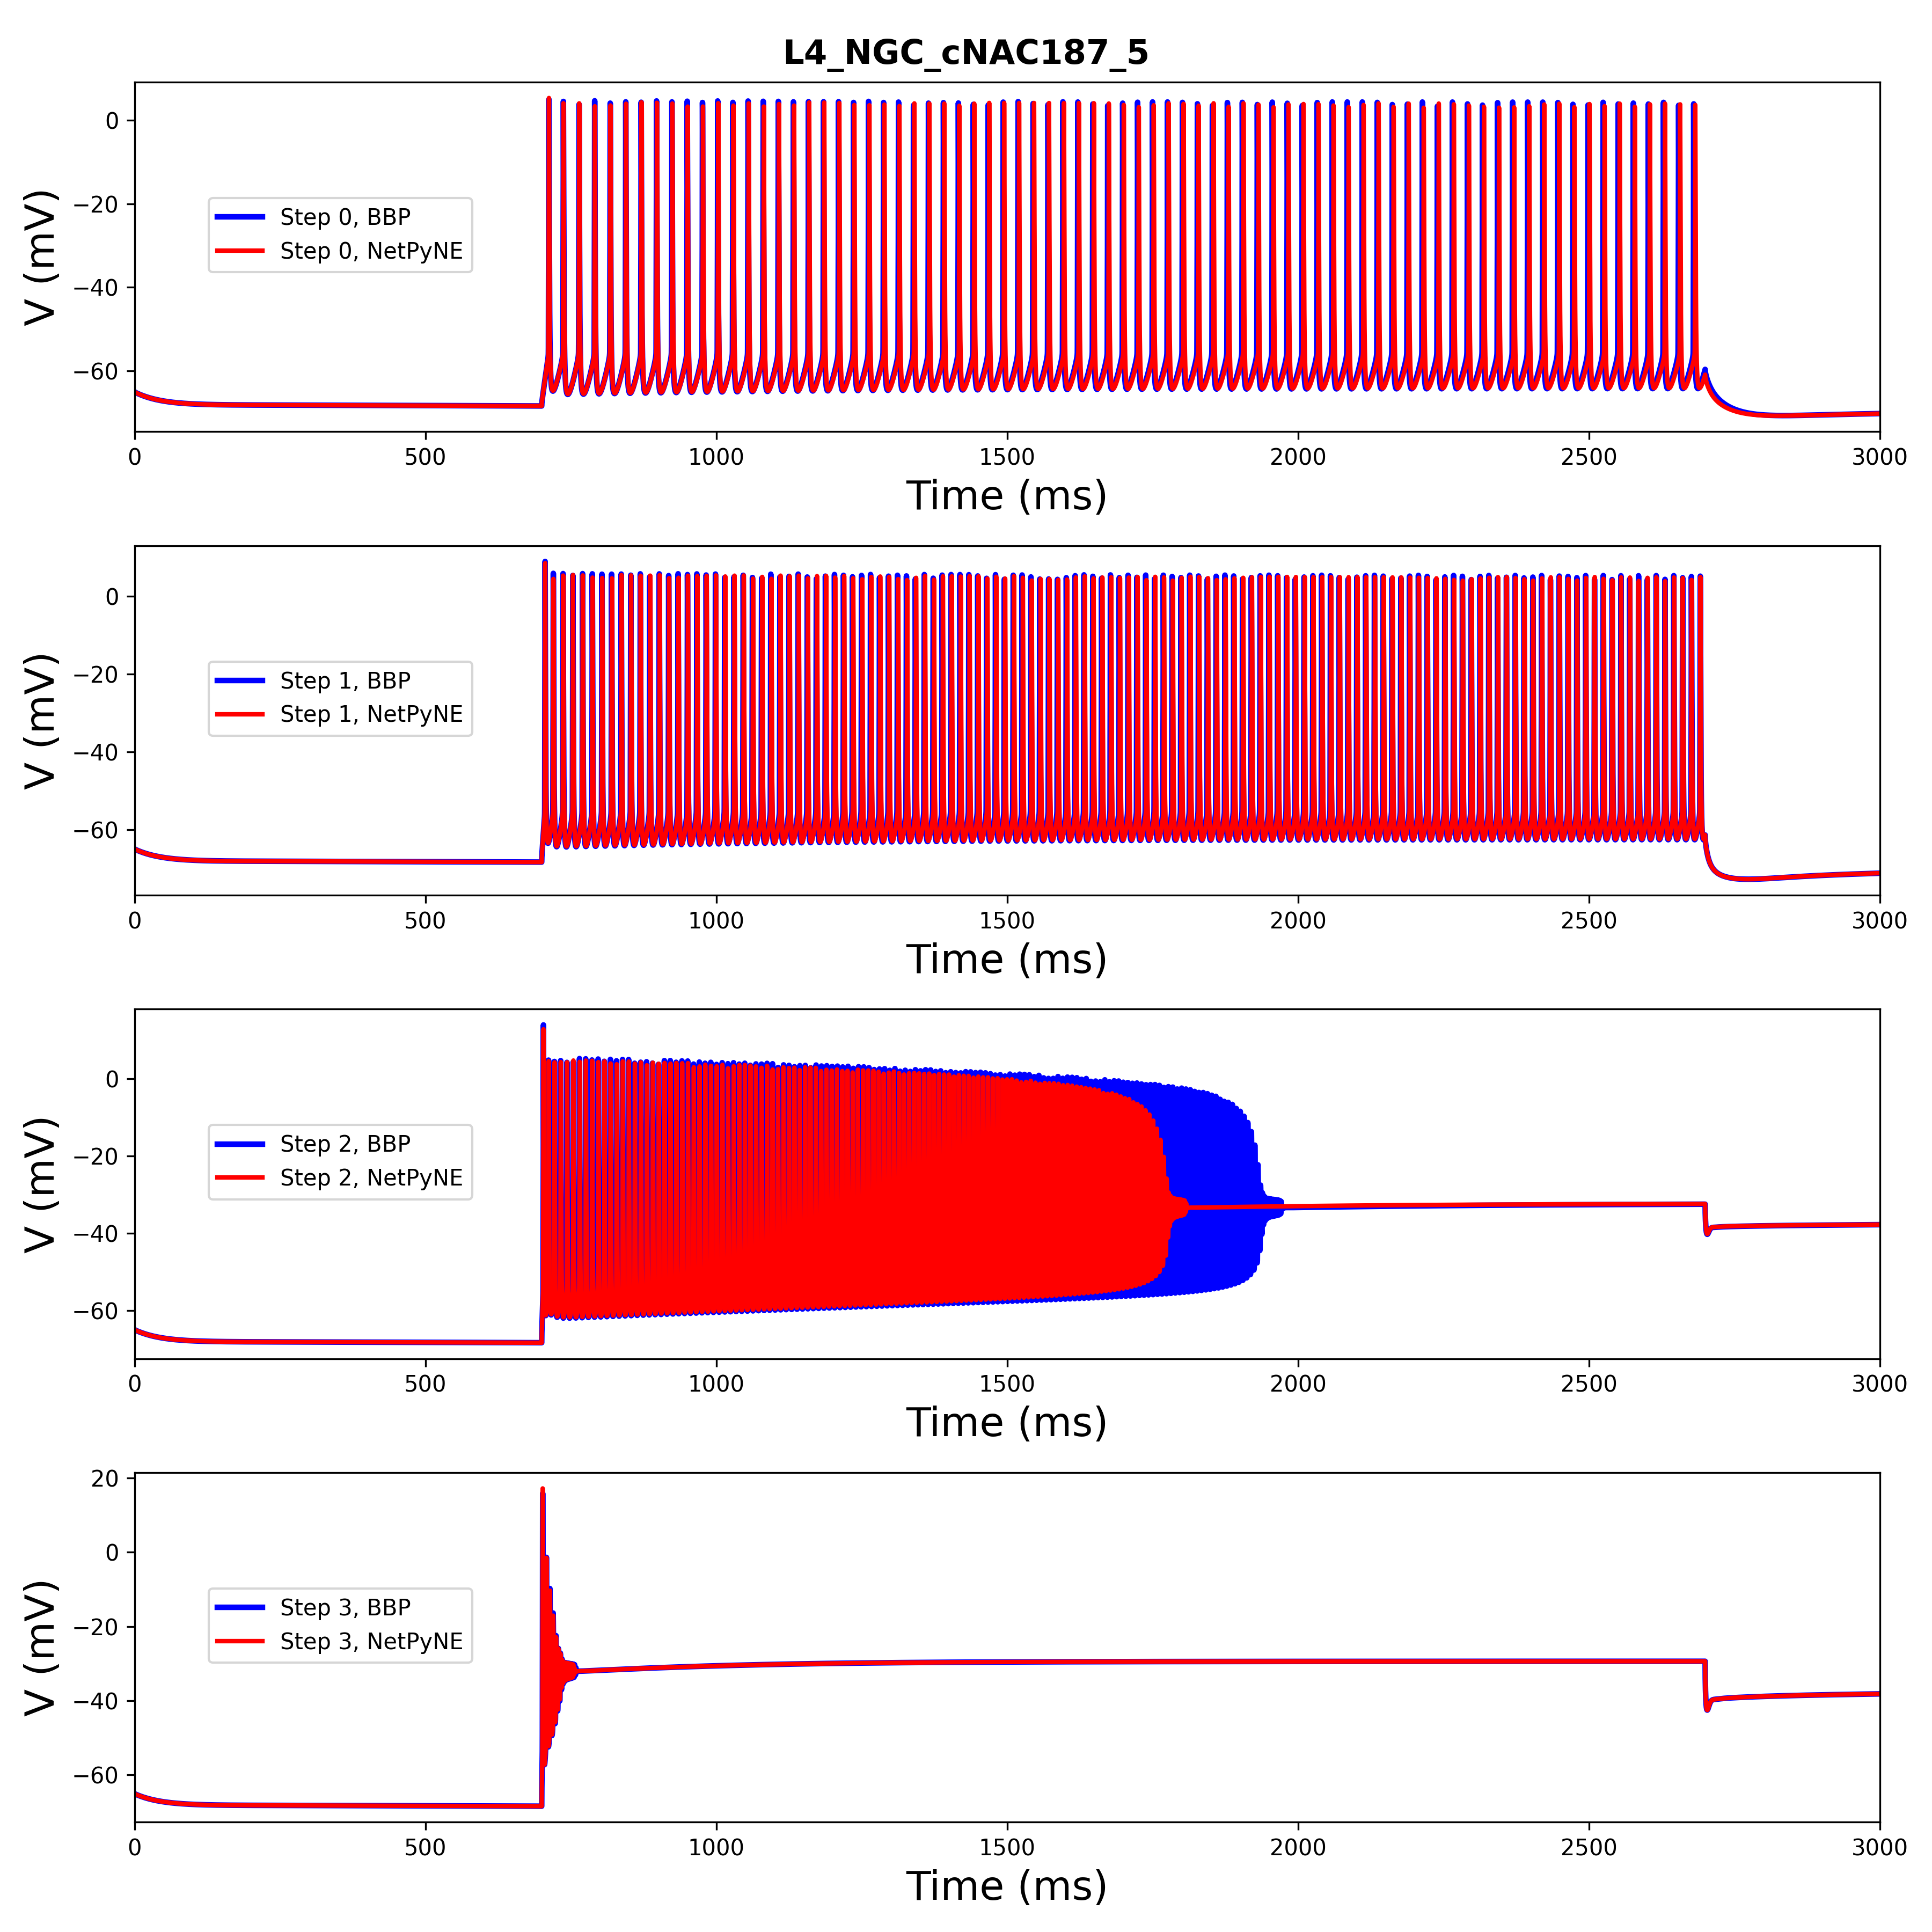 L4_NGC_cNAC187_5
V (mV)
0
−20
−40
−60
Step 0, BBP
Step 0, NetPyNE
0 500 1000 1500 2000 2500 3000
Time (ms)
V (mV)
0
−20
−40
−60
Step 1, BBP
Step 1, NetPyNE
0 500 1000 1500 2000 2500 3000
Time (ms)
V (mV)
0
−20
−40
−60
Step 2, BBP
Step 2, NetPyNE
0 500 1000 1500 2000 2500 3000
Time (ms)
V (mV)
20
0
−20
−40
−60
Step 3, BBP
Step 3, NetPyNE
0 500 1000 1500 2000 2500 3000
Time (ms)